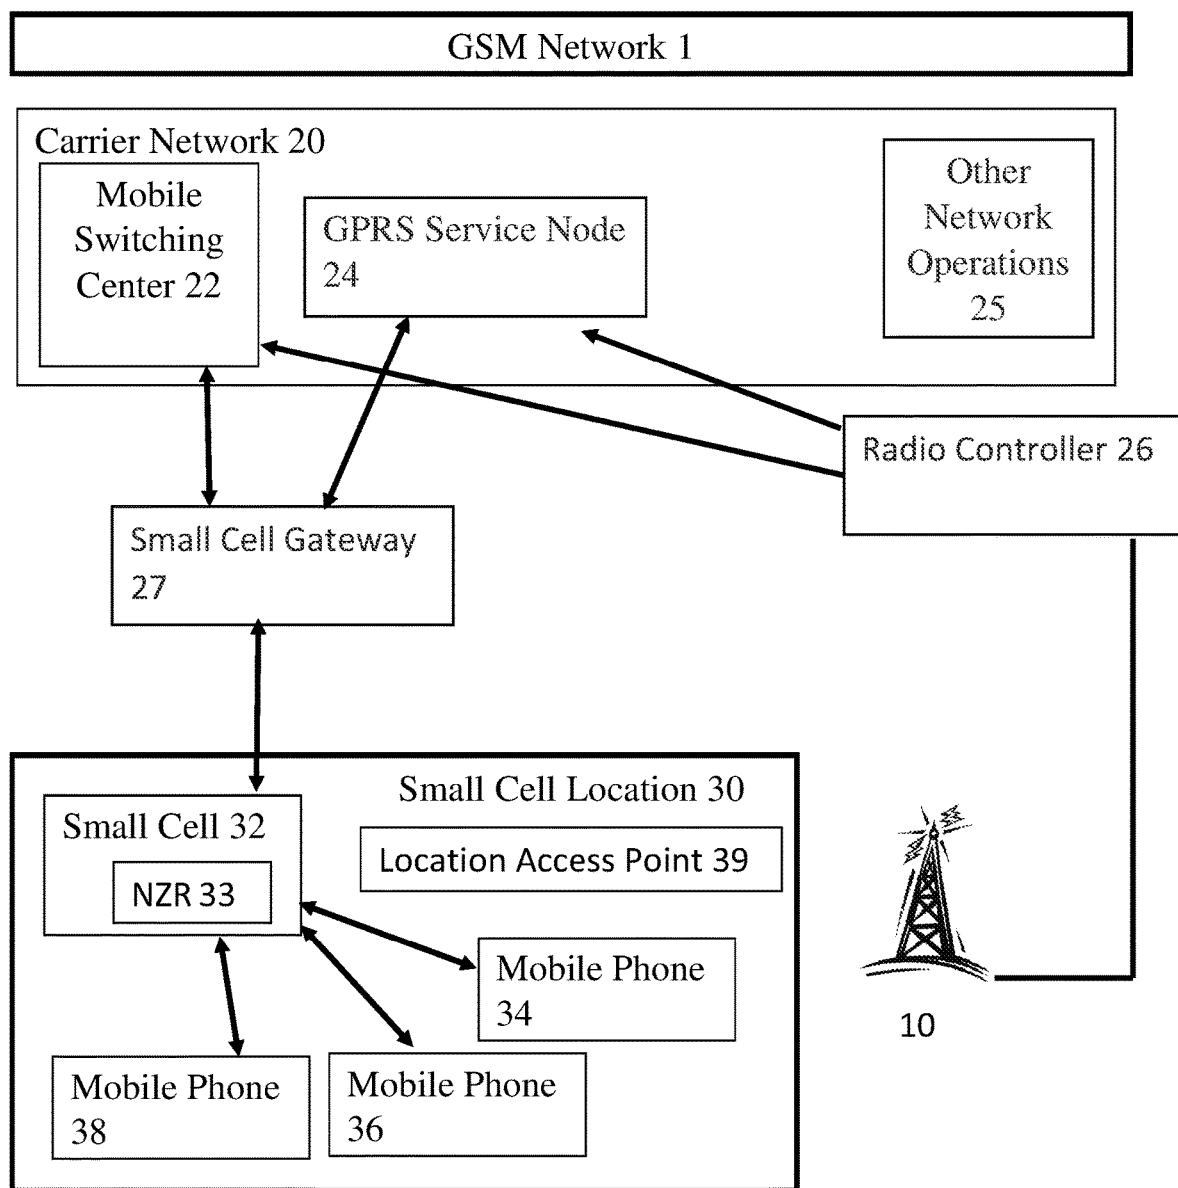 GSM Network 1
Carrier Network 20
Mobile
Switching
Center 22
GPRS Service Node
24
Other
Network
Operations
25
Radio Controller 26
Small Cell Gateway
27
Small Cell Location 30
Small Cell 32
Location Access Point 39
NZR 33
Mobile Phone
34
10
Mobile Phone
38
Mobile Phone
36